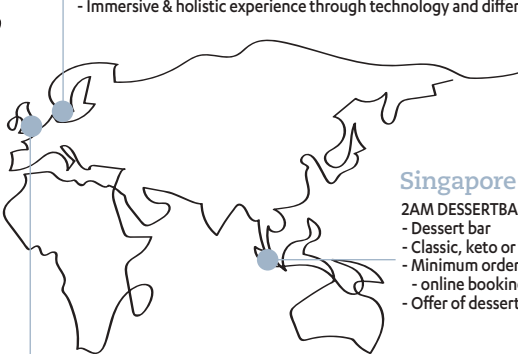 - Immersive & holistic experience through technology and differ
Singapore
2AM DESSERTBA
- Dessert bar
- Classic, keto or
- Minimum order
- online bookin
- Offer of dessert